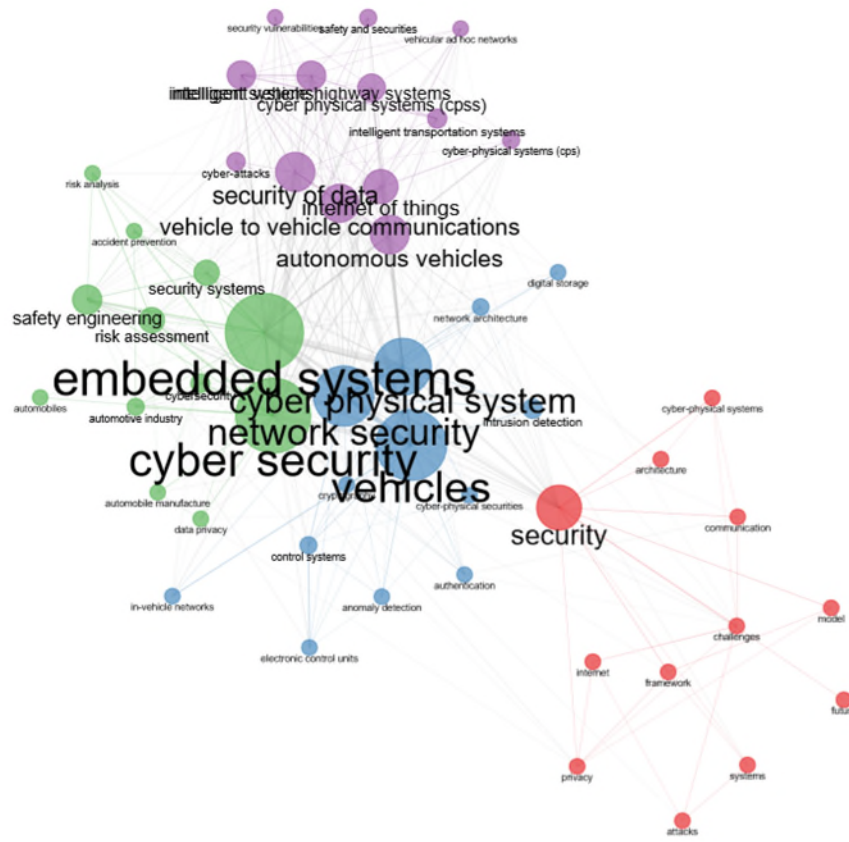 security vulnerabilities
safety and securities
vehicular ad hoc networks
highway systems
cyber physical systems (cpss)
intelligent transportation systems
cyber-physical systems (cps)
cyber-attacks
risk analysis
security of data
internet of things
vehicle to vehicle communications
accident prevention
autonomous vehicles
digital storage
security systems
network architecture
safety engineering
risk assessment
embedded systems
cybersecurity
cyber physical system
automobiles
automotive industry
cyber-physical systems
intrusion detection
network security
cyber security
architecture
vehicles
cryptography
automobile manufacture
cyber-physical securities
data privacy
communication
security
control systems
authentication
in-vehicle networks
anomaly detection
model
challenges
electronic control units
internet
framework
privacy
systems
attacks